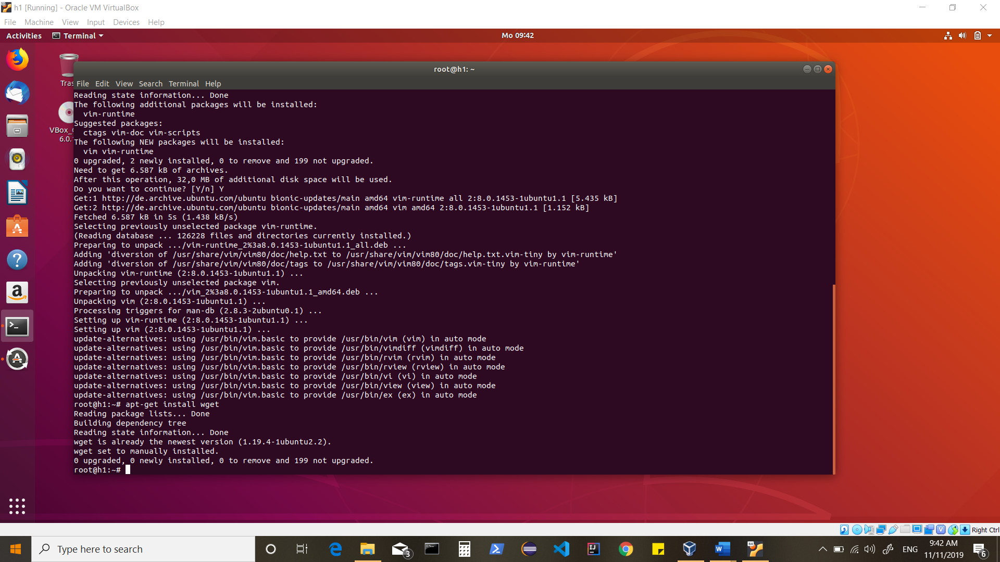 h1 [Running] - Oracle VM VirtualBox
File Machine View Input Devices Help
Activities Terminal Mo 09:42
root@h1: ~
File Edit View Search Terminal Help
Reading state information... Done
The following additional packages will be installed:
vim-runtime
Suggested packages:
ctags vim-doc vim-scripts
The following NEW packages will be installed:
vim vim-runtime
0 upgraded, 2 newly installed, 0 to remove and 199 not upgraded.
Need to get 6.587 kB of archives.
After this operation, 32,0 MB of additional disk space will be used.
Do you want to continue? [Y/n] Y
Get:1 http://de.archive.ubuntu.com/ubuntu bionic-updates/main amd64 vim-runtime all 2:8.0.1453-1ubuntu1.1 [5.435 kB]
Get:2 http://de.archive.ubuntu.com/ubuntu bionic-updates/main amd64 vim amd64 2:8.0.1453-1ubuntu1.1 [1.152 kB]
Fetched 6.587 kB in 5s (1.438 kB/s)
Selecting previously unselected package vim-runtime.
(Reading database ... 126228 files and directories currently installed.)
Preparing to unpack .../vim-runtime_2%3a8.0.1453-1ubuntu1.1_all.deb ...
Adding 'diversion of /usr/share/vim/vim80/doc/help.txt to /usr/share/vim/vim80/doc/help.txt.vim-tiny by vim-runtime'
Adding 'diversion of /usr/share/vim/vim80/doc/tags to /usr/share/vim/vim80/doc/tags.vim-tiny by vim-runtime'
Unpacking vim-runtime (2:8.0.1453-1ubuntu1.1) ...
Selecting previously unselected package vim.
Preparing to unpack .../vim_2%3a8.0.1453-1ubuntu1.1_amd64.deb ...
Unpacking vim (2:8.0.1453-1ubuntu1.1) ...
Processing triggers for man-db (2.8.3-2ubuntu0.1) ...
Setting up vim-runtime (2:8.0.1453-1ubuntu1.1) ...
Setting up vim (2:8.0.1453-1ubuntu1.1) ...
update-alternatives: using /usr/bin/vim.basic to provide /usr/bin/vim (vim) in auto mode
update-alternatives: using /usr/bin/vim.basic to provide /usr/bin/vimdiff (vimdiff) in auto mode
update-alternatives: using /usr/bin/vim.basic to provide /usr/bin/rvim (rvim) in auto mode
update-alternatives: using /usr/bin/vim.basic to provide /usr/bin/rview (rview) in auto mode
update-alternatives: using /usr/bin/vim.basic to provide /usr/bin/vi (vi) in auto mode
update-alternatives: using /usr/bin/vim.basic to provide /usr/bin/view (view) in auto mode
update-alternatives: using /usr/bin/vim.basic to provide /usr/bin/ex (ex) in auto mode
root@h1:~# apt-get install wget
Reading package lists... Done
Building dependency tree
Reading state information... Done
wget is already the newest version (1.19.4-1ubuntu2.2).
wget set to manually installed.
0 upgraded, 0 newly installed, 0 to remove and 199 not upgraded.
root@h1:~#
Tras
VBox_
6.0.
Right Ctrl
Type here to search
3
ENG
9:42 AM
11/11/2019
6